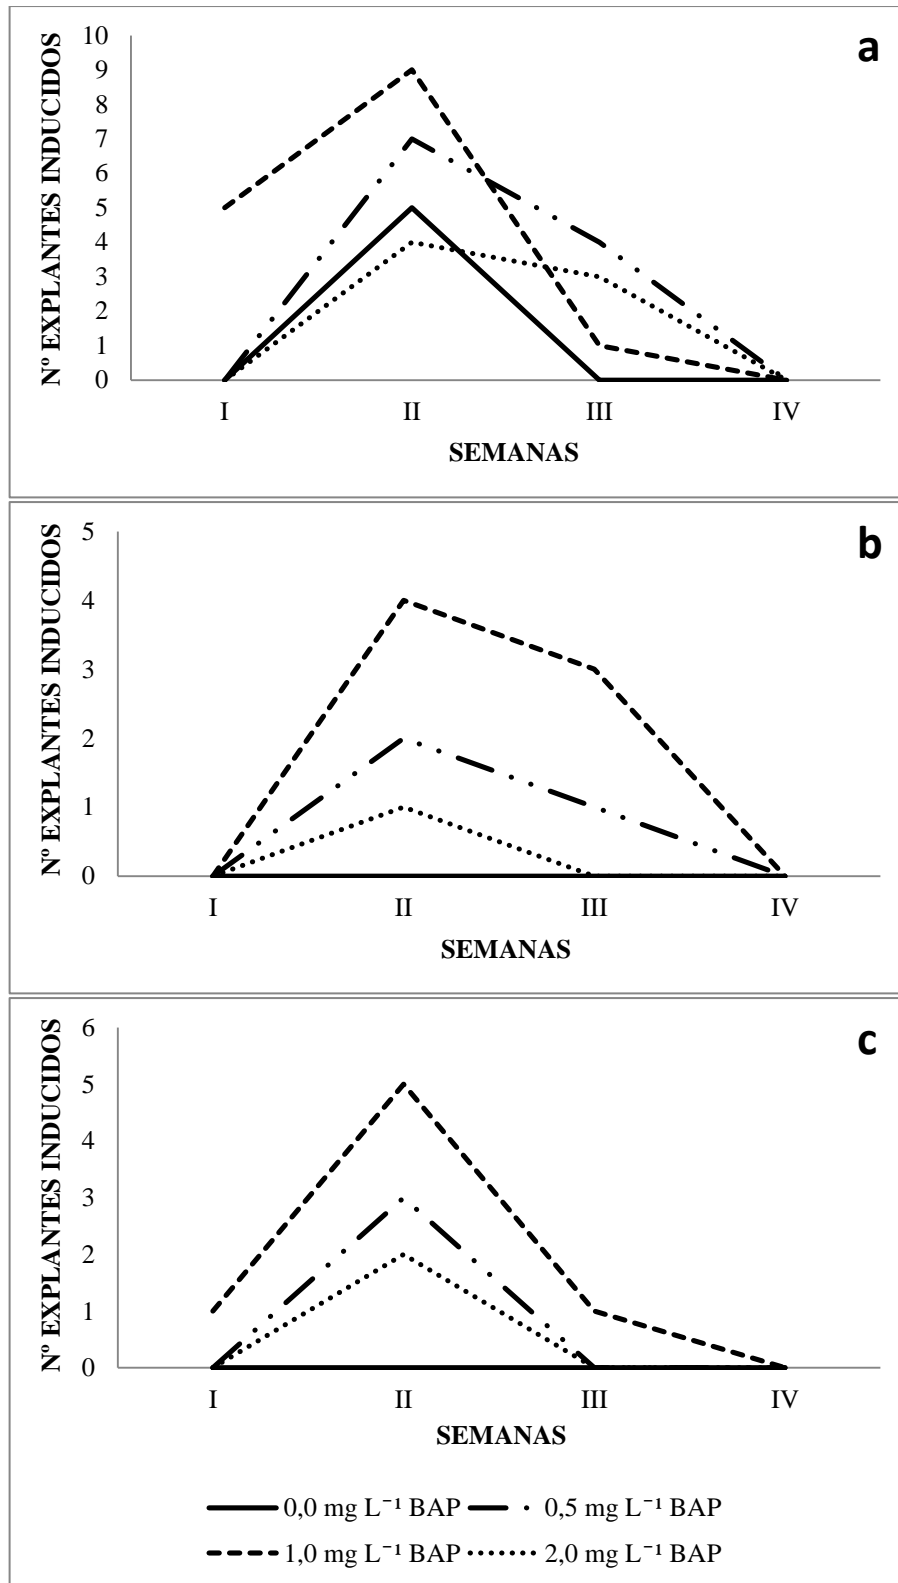 a
Nº EXPLANTES INDUCIDOS
10
9
8
7
6
5
4
3
2
1
0
I II III IV
SEMANAS
b
Nº EXPLANTES INDUCIDOS
5
4
3
2
1
0
I II III IV
SEMANAS
c
Nº EXPLANTES INDUCIDOS
6
5
4
3
2
1
0
I II III IV
SEMANAS
0,0 mg L⁻¹ BAP 0,5 mg L⁻¹ BAP
1,0 mg L⁻¹ BAP 2,0 mg L⁻¹ BAP